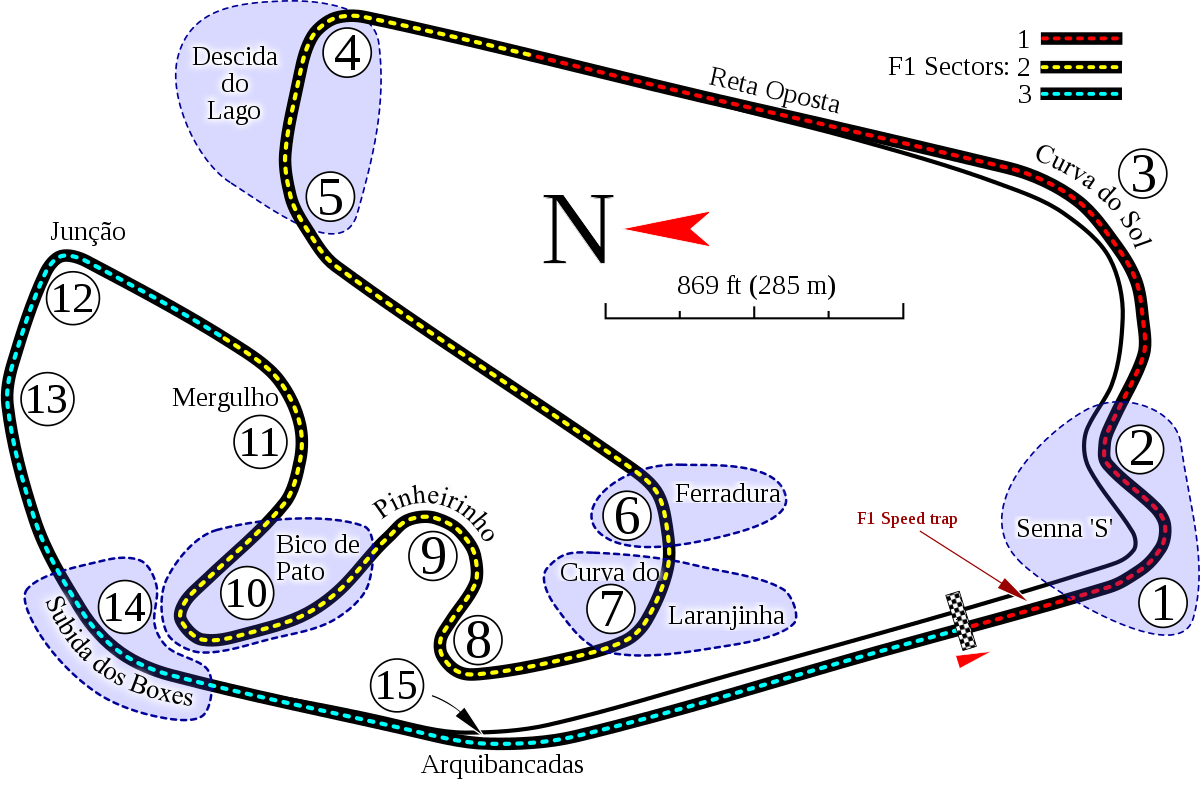 Descida
do
Lago
4
5
Reta Oposta
F1 Sectors:
1
2
3
Curva do Sol
3
N
869 ft (285 m)
Junção
12
13
Mergulho
11
Pinheirinho
9
Bico de
Pato
10
8
6
Ferradura
Curva do
7
Laranjinha
2
Senna 'S'
1
F1 Speed trap
14
Subida dos Boxes
15
Arquibancadas